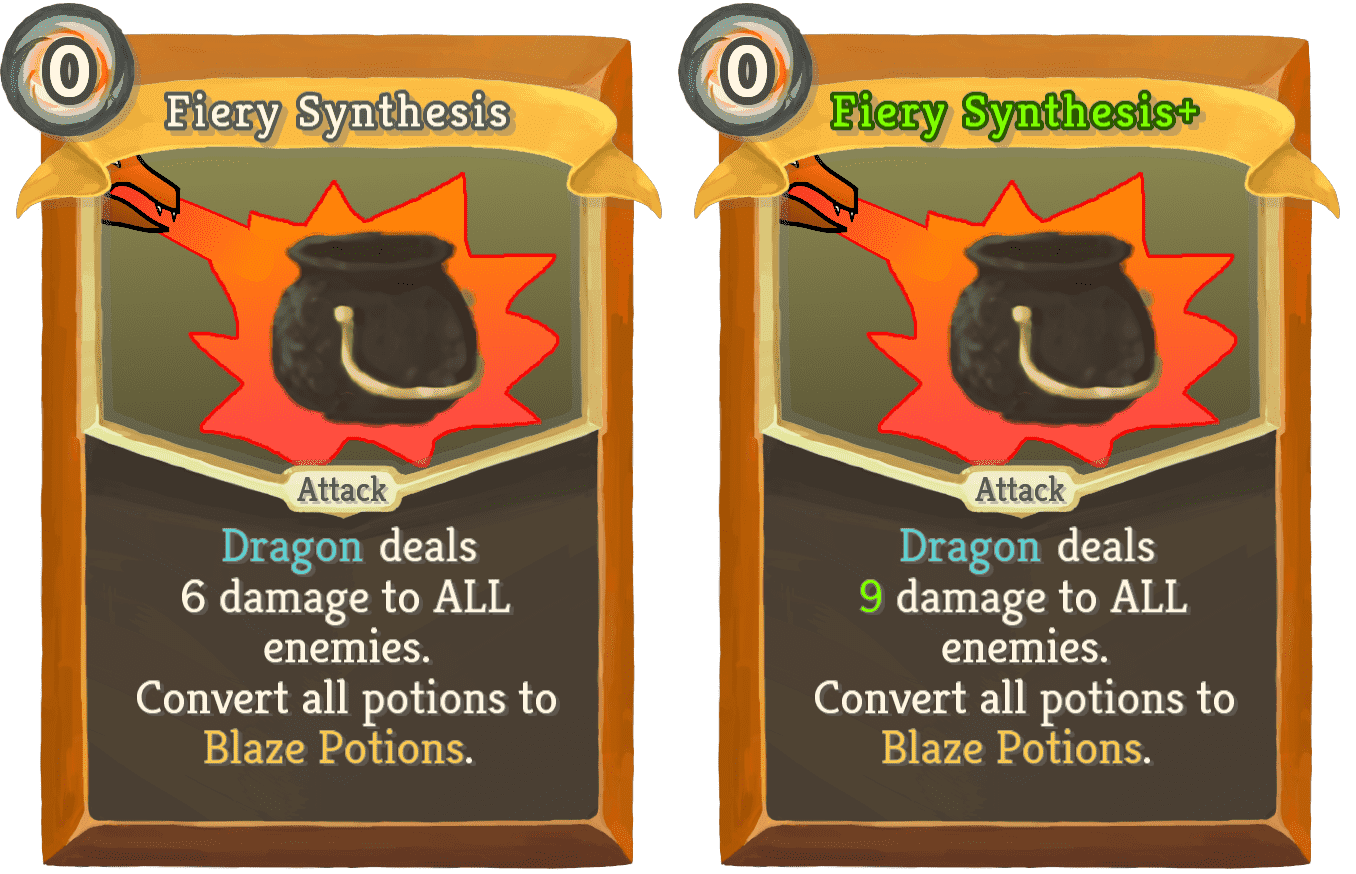 0
Fiery Synthesis
Attack
Dragon deals
6 damage to ALL
enemies.
Convert all potions to
Blaze Potions.
0
Fiery Synthesis+
Attack
Dragon deals
9 damage to ALL
enemies.
Convert all potions to
Blaze Potions.